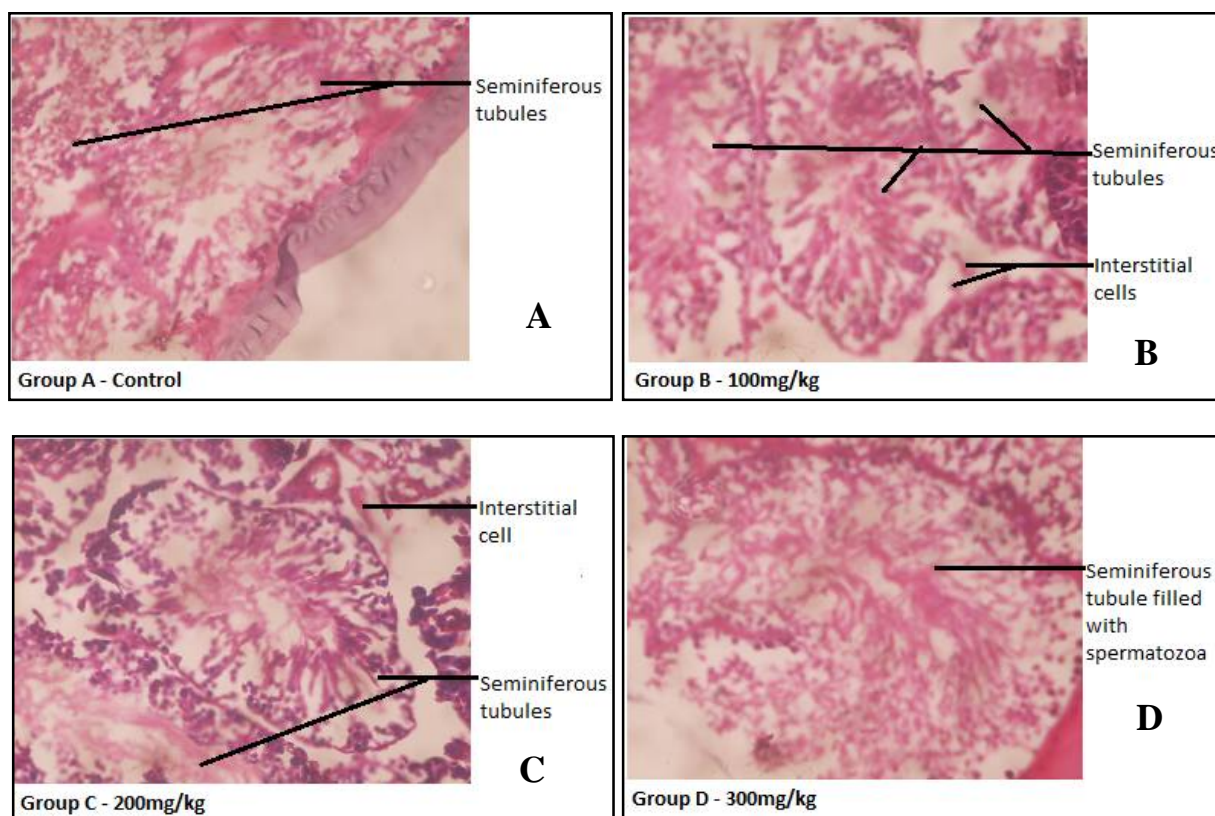 Seminiferous
tubules
A
Group A - Control
Seminiferous
tubules
Interstitial
cells
B
Group B - 100mg/kg
Interstitial
cell
Seminiferous
tubules
C
Group C - 200mg/kg
Seminiferous
tubule filled
with
spermatozoa
D
Group D - 300mg/kg